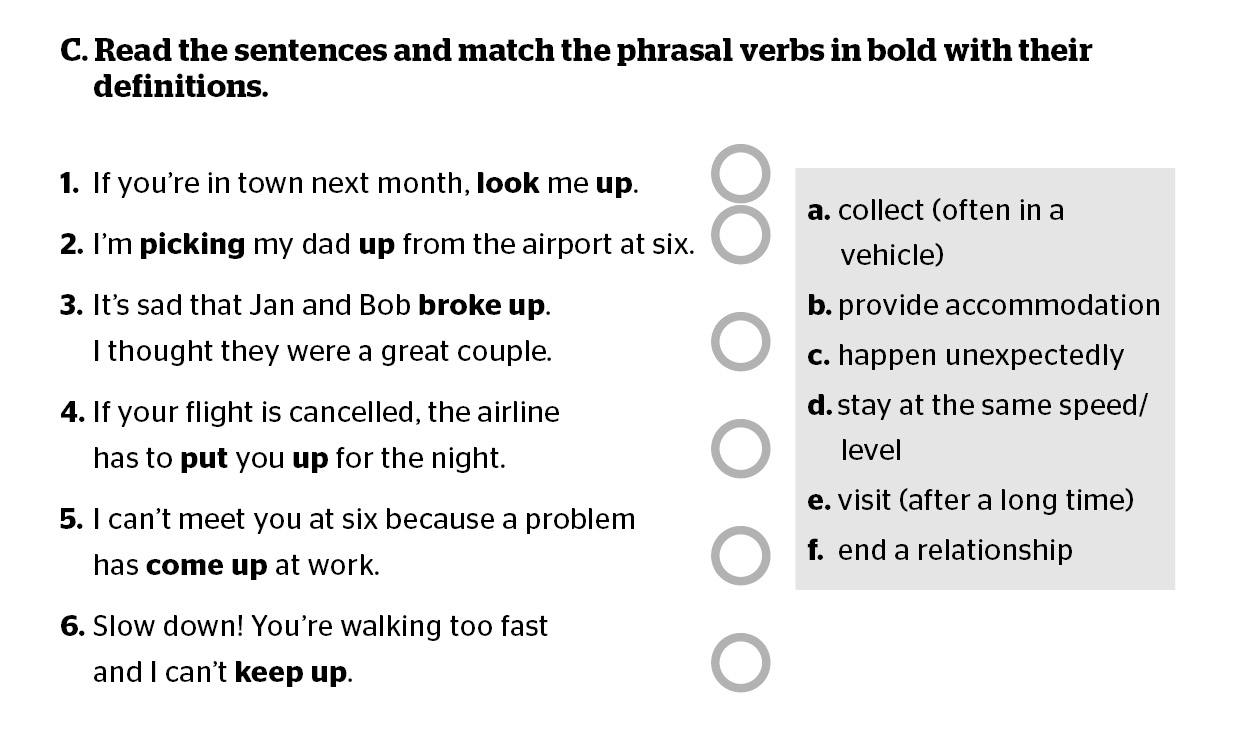 C. Read the sentences and match the phrasal verbs in bold with their
definitions.
1. If you’re in town next month, look me up.
2. I’m picking my dad up from the airport at six.
3. It’s sad that Jan and Bob broke up.
I thought they were a great couple.
4. If your flight is cancelled, the airline
has to put you up for the night.
5. I can’t meet you at six because a problem
has come up at work.
6. Slow down! You’re walking too fast
and I can’t keep up.
a. collect (often in a
vehicle)
b. provide accommodation
c. happen unexpectedly
d. stay at the same speed/
level
e. visit (after a long time)
f. end a relationship